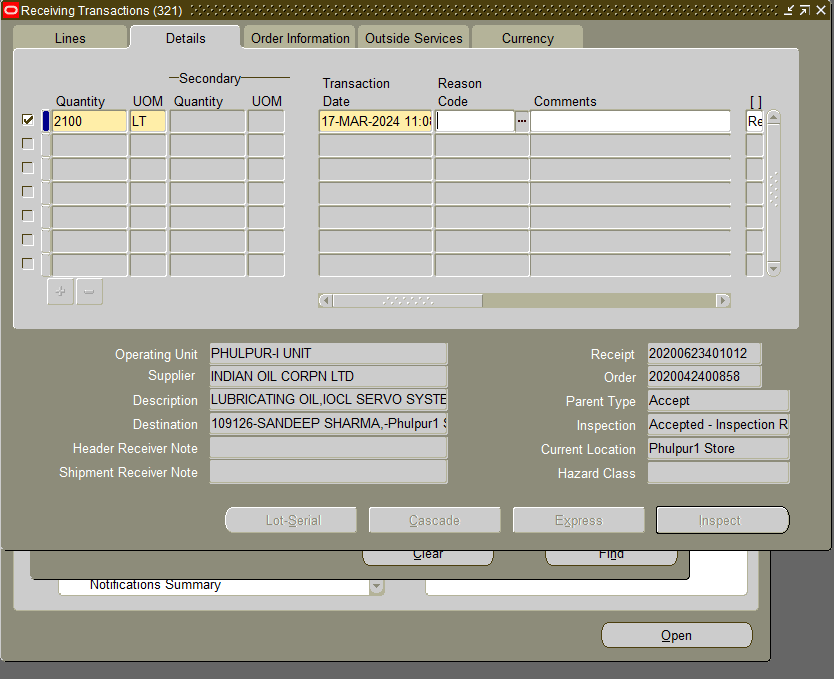 Receiving Transactions (321)
Lines Details Order Information Outside Services Currency
Secondary
Transaction Reason
Quantity UOM Quantity UOM Date Code Comments [ ]
2100 LT 17-MAR-2024 11:08 Re
Operating Unit PHULPUR-I UNIT Receipt 20200623401012
Supplier INDIAN OIL CORPN LTD Order 2020042400858
Description LUBRICATING OIL,IOCL SERVO SYSTE Parent Type Accept
Destination 109126-SANDEEP SHARMA,-Phulpur1 S Inspection Accepted - Inspection R
Header Receiver Note Current Location Phulpur1 Store
Shipment Receiver Note Hazard Class
Lot-Serial Cascade Express Inspect
Clear Find
Notifications Summary
Open